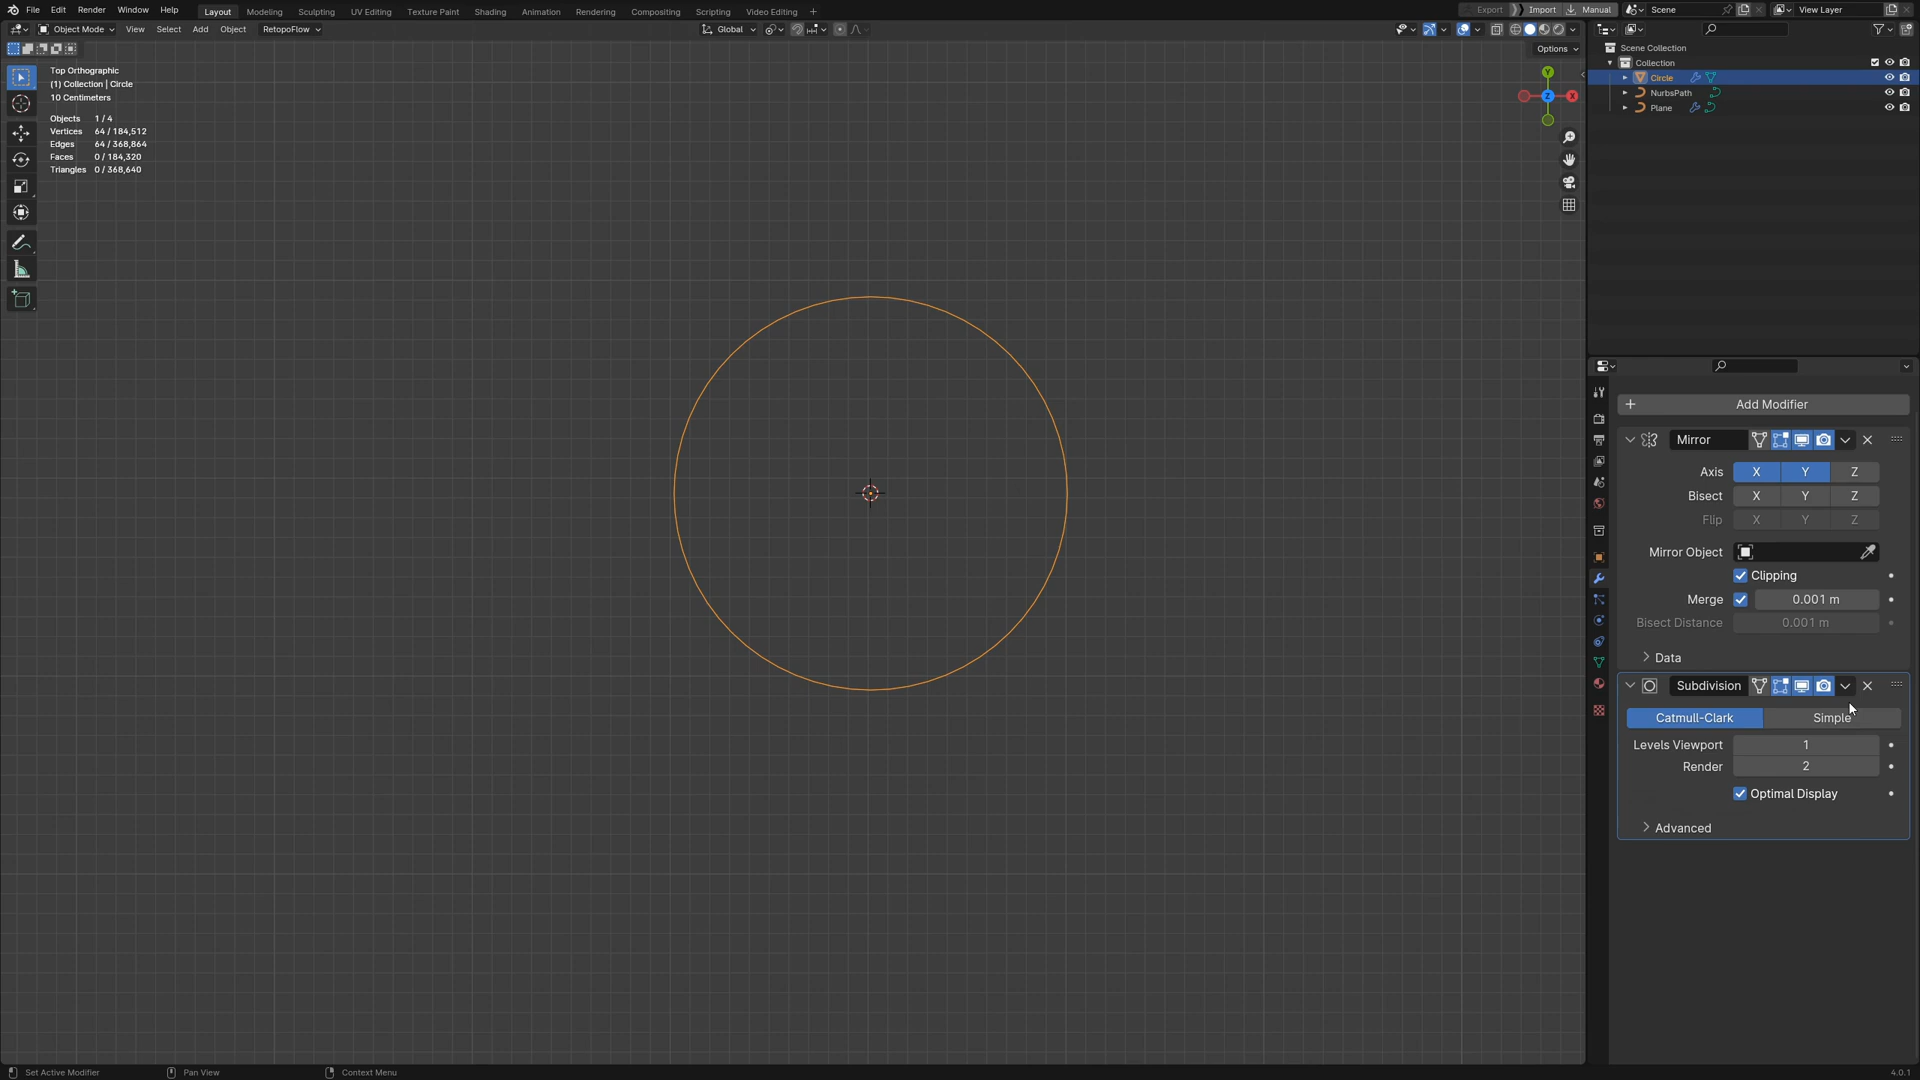 File Edit Render Window Help Layout Modeling Sculpting UV Editing Texture Paint Shading Animation Rendering Compositing Scripting Video Editing + Export Import Manual Scene View Layer
Object Mode View Select Add Object RetopoFlow Global
Options
Top Orthographic
(1) Collection | Circle
10 Centimeters
Objects 1 / 4
Vertices 64 / 184,512
Edges 64 / 368,864
Faces 0 / 184,320
Triangles 0 / 368,640
Y
Z X
Scene Collection
Collection
Circle
NurbsPath
Plane
+ Add Modifier
Mirror
Axis X Y Z
Bisect X Y Z
Flip X Y Z
Mirror Object
Clipping
Merge 0.001 m
Bisect Distance 0.001 m
Data
Subdivision
Catmull-Clark Simple
Levels Viewport 1
Render 2
Optimal Display
Advanced
Set Active Modifier Pan View Context Menu 4.0.1